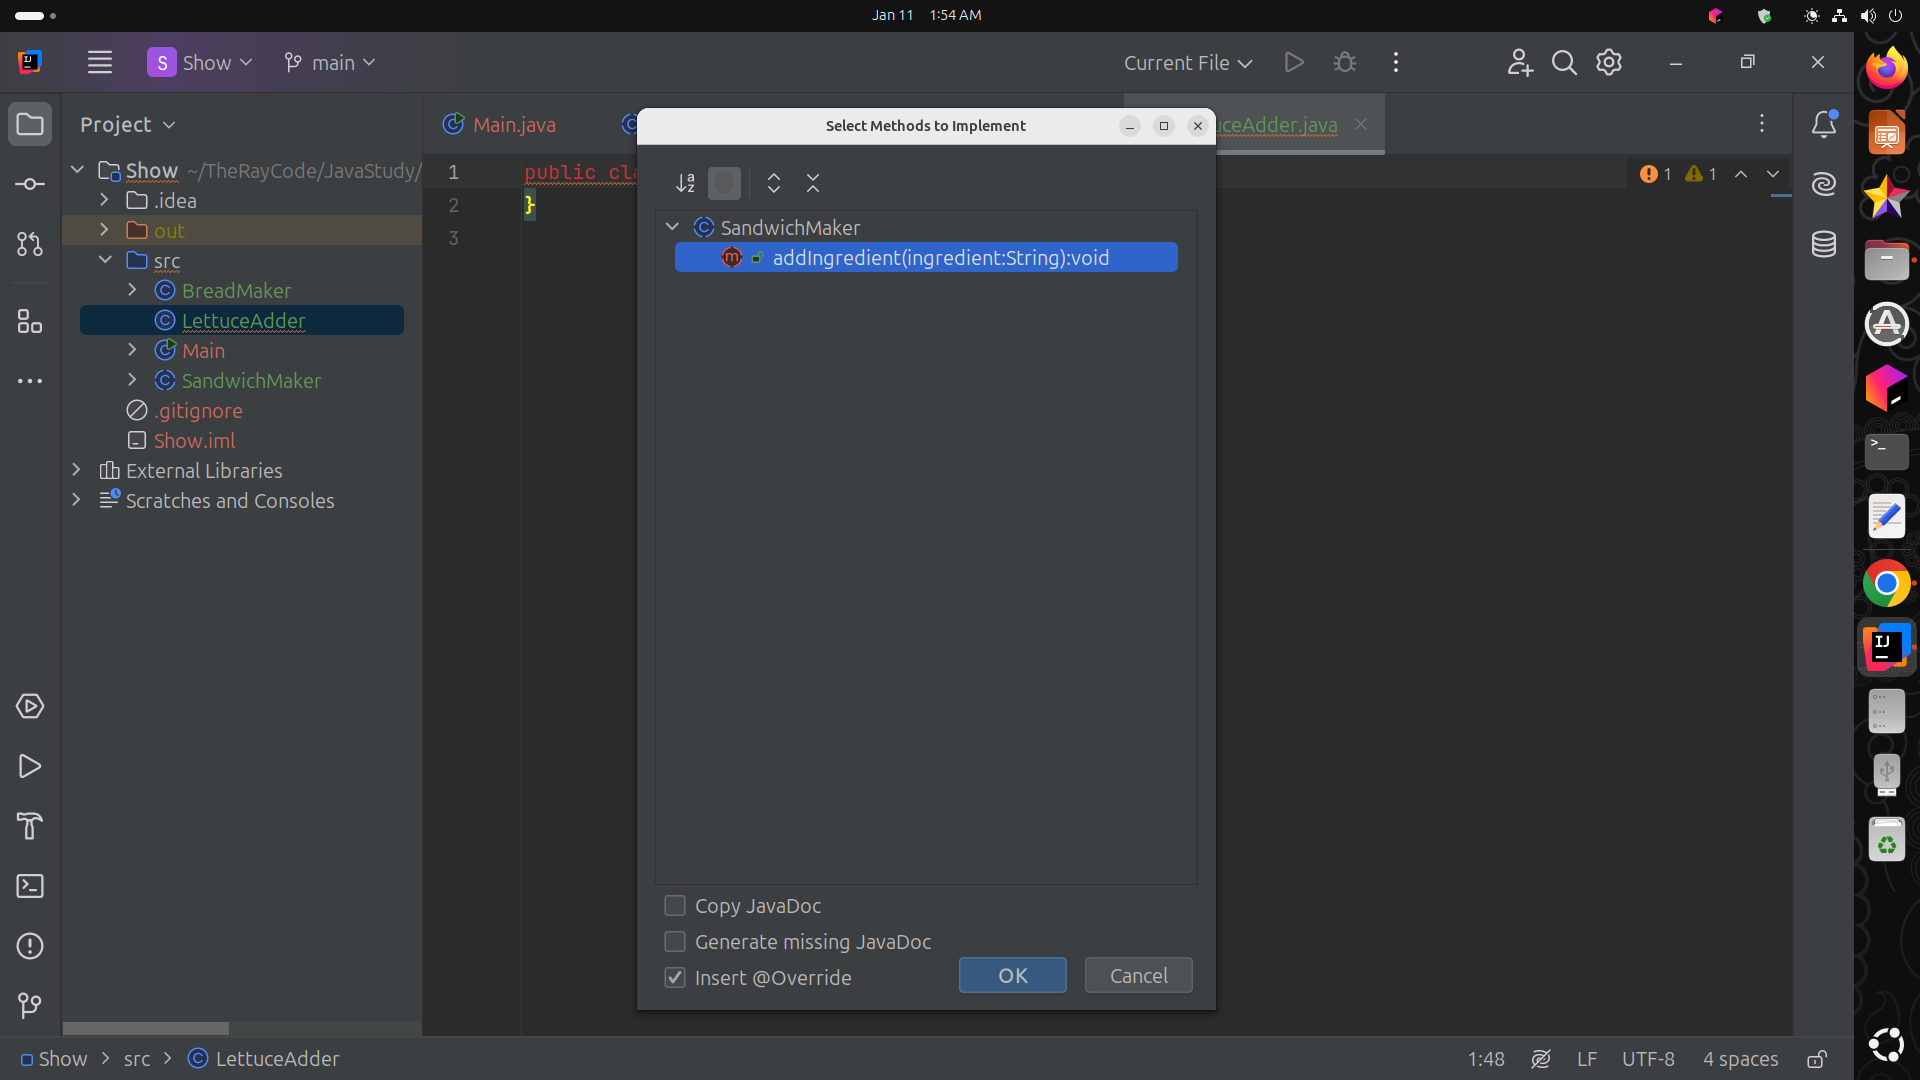 Jan 11 1:54 AM
S Show main
Current File
Project
Main.java
Select Methods to Implement
uceAdder.java
Show ~/TheRayCode/JavaStudy/
.idea
out
src
BreadMaker
LettuceAdder
Main
SandwichMaker
.gitignore
Show.iml
External Libraries
Scratches and Consoles
1 public cla
2 }
3
1 1
SandwichMaker
addIngredient(ingredient:String):void
Copy JavaDoc
Generate missing JavaDoc
Insert @Override
OK Cancel
Show src LettuceAdder
1:48 LF UTF-8 4 spaces